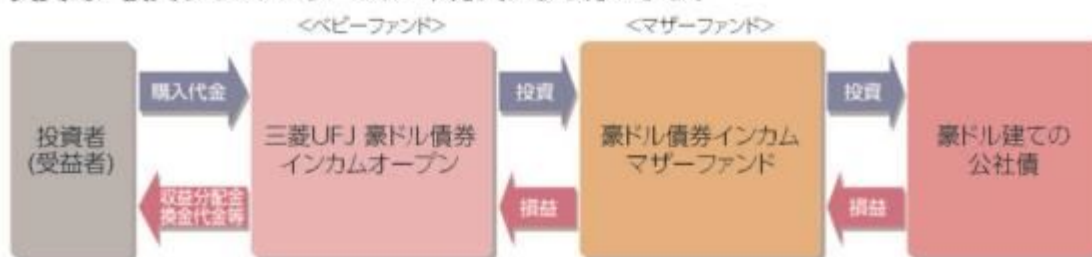 <ベビーファンド>
<マザーファンド>
投資者
(受益者)
購入代金
収益分配金
換金代金等
三菱UFJ 豪ドル債券
インカムオープン
投資
損益
豪ドル債券インカム
マザーファンド
投資
損益
豪ドル建ての
公社債